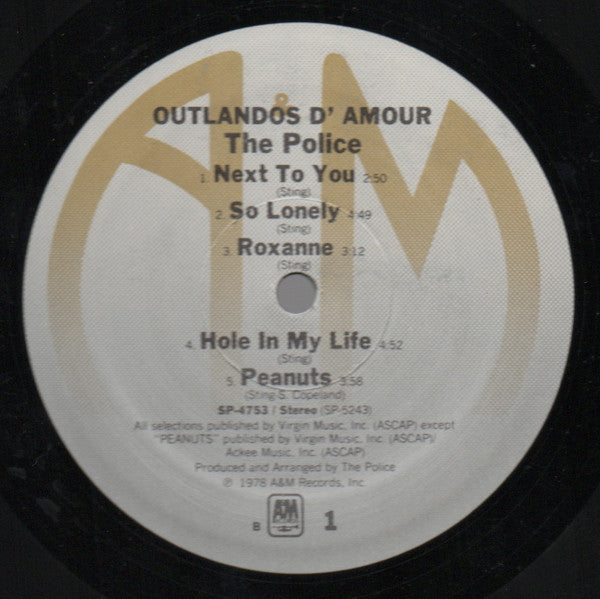 A&M
OUTLANDOS D' AMOUR
The Police
1. Next To You 2:50
(Sting)
2. So Lonely 4:49
(Sting)
3. Roxanne 3:12
(Sting)
4. Hole In My Life 4:52
(Sting)
5. Peanuts 3:58
(Sting-S. Copeland)
SP-4753 / Stereo (SP-5243)
All selections published by Virgin Music, Inc. (ASCAP) except
"PEANUTS" published by Virgin Music, Inc. (ASCAP)/
Ackee Music, Inc. (ASCAP)
Produced and Arranged by The Police
℗ 1978 A&M Records, Inc.
B A&M 1